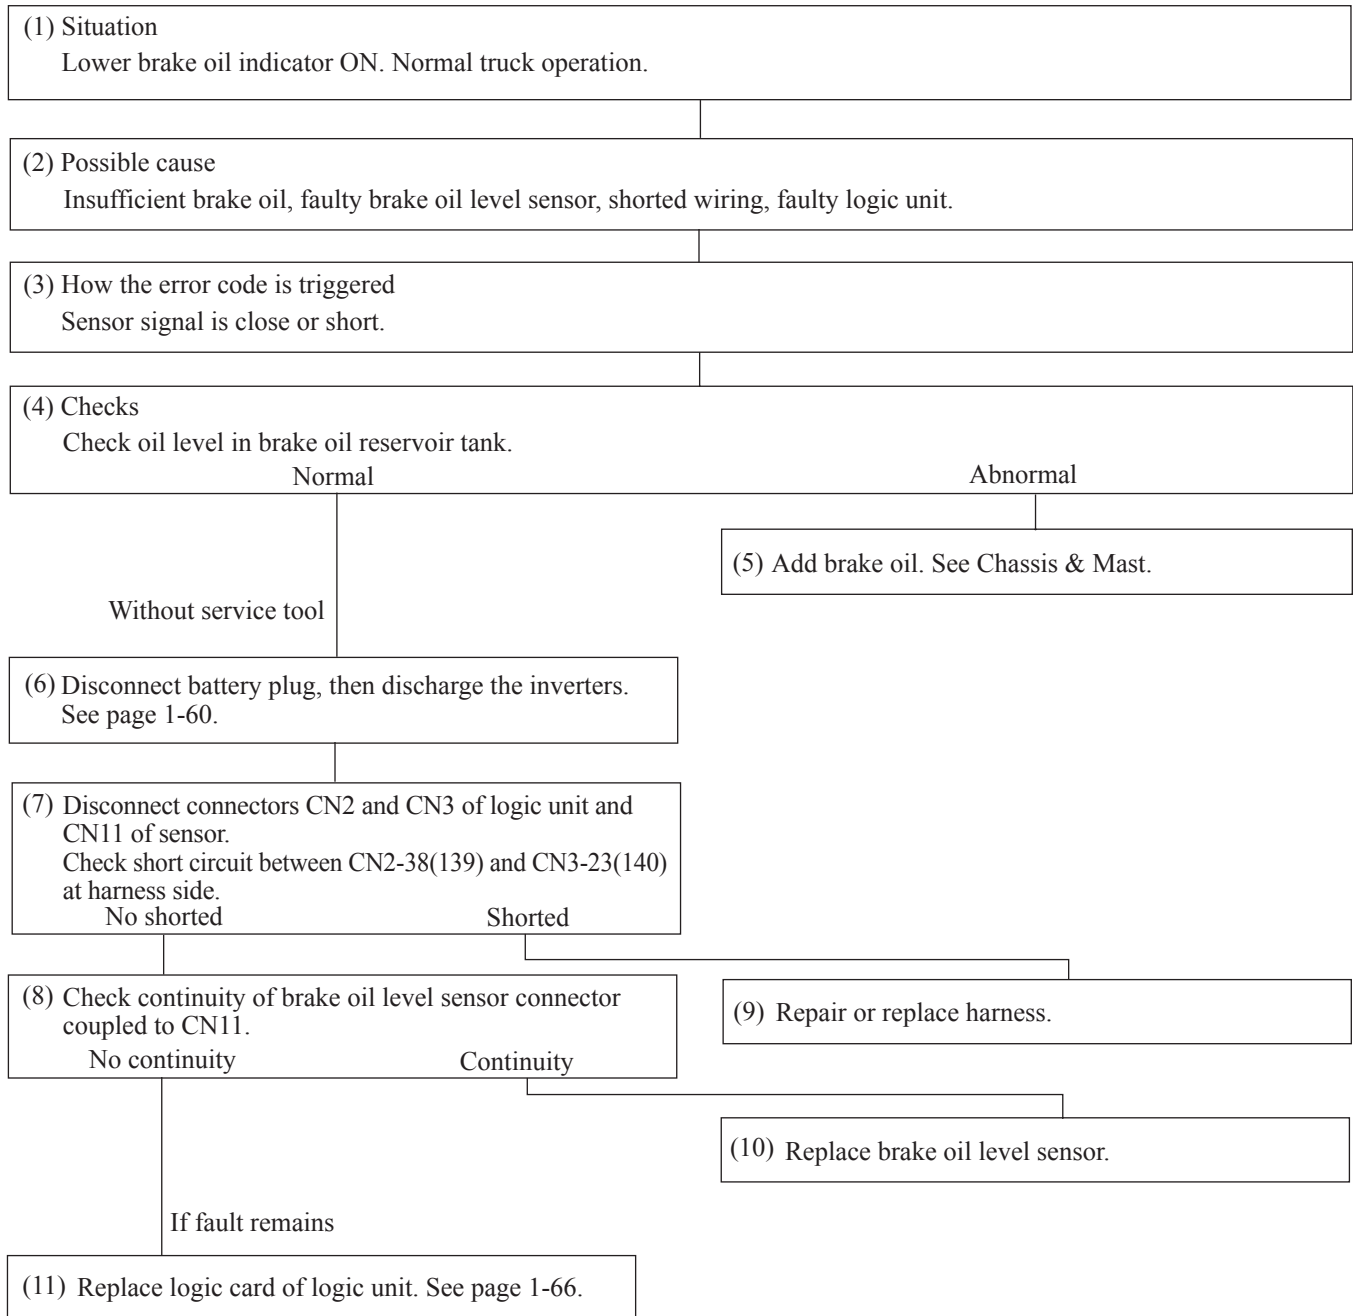 (1) Situation
Lower brake oil indicator ON. Normal truck operation.
(2) Possible cause
Insufficient brake oil, faulty brake oil level sensor, shorted wiring, faulty logic unit.
(3) How the error code is triggered
Sensor signal is close or short.
(4) Checks
Check oil level in brake oil reservoir tank.
Normal Abnormal
(5) Add brake oil. See Chassis & Mast.
Without service tool
(6) Disconnect battery plug, then discharge the inverters.
See page 1-60.
(7) Disconnect connectors CN2 and CN3 of logic unit and
CN11 of sensor.
Check short circuit between CN2-38(139) and CN3-23(140)
at harness side.
No shorted Shorted
(8) Check continuity of brake oil level sensor connector
coupled to CN11.
No continuity Continuity
(9) Repair or replace harness.
(10) Replace brake oil level sensor.
If fault remains
(11) Replace logic card of logic unit. See page 1-66.